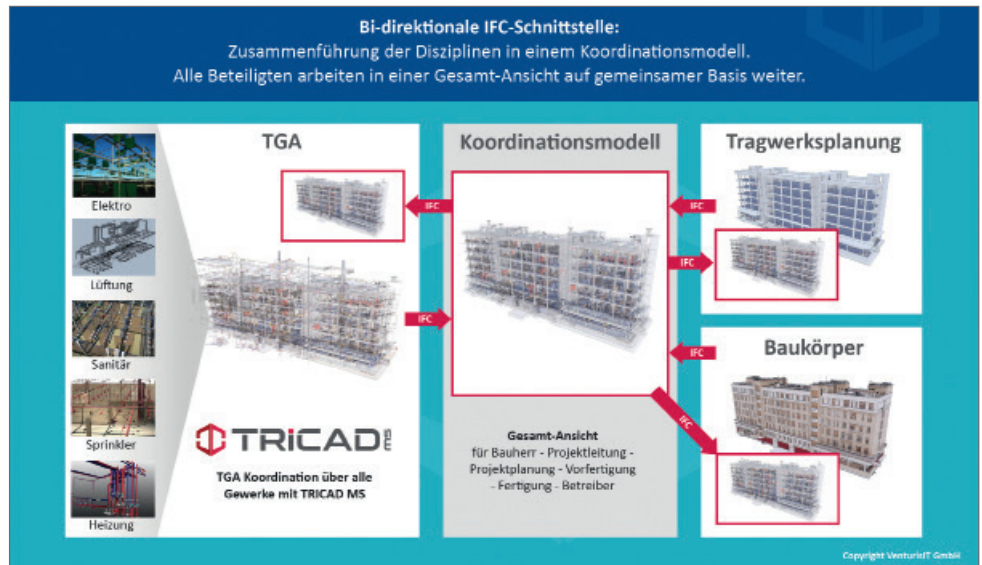 Bi-direktionale IFC-Schnittstelle:
Zusammenführung der Disziplinen in einem Koordinationsmodell.
Alle Beteiligten arbeiten in einer Gesamt-Ansicht auf gemeinsamer Basis weiter.
TGA
Elektro
Lüftung
Sanitär
Sprinkler
Heizung
IFC
IFC
TRICAD MS
TGA Koordination über alle
Gewerke mit TRICAD MS
Koordinationsmodell
Gesamt-Ansicht
für Bauherr - Projektleitung -
Projektplanung - Vorfertigung
- Fertigung - Betreiber
Tragwerksplanung
IFC
IFC
Baukörper
IFC
IFC
Copyright VenturisIT GmbH